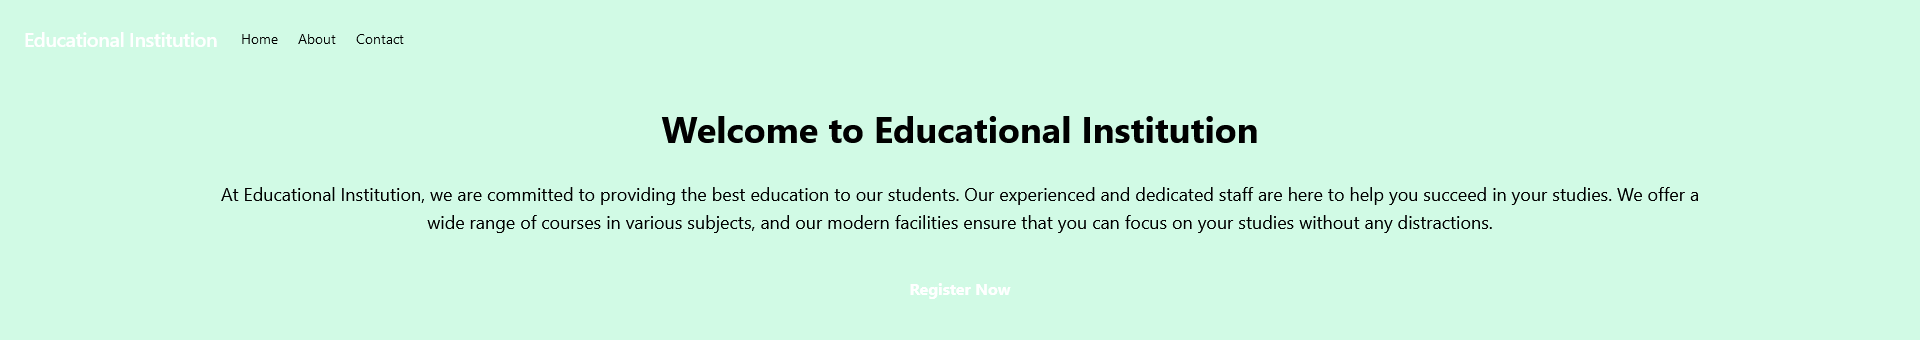 Educational Institution Home About Contact
Welcome to Educational Institution
At Educational Institution, we are committed to providing the best education to our students. Our experienced and dedicated staff are here to help you succeed in your studies. We offer a
wide range of courses in various subjects, and our modern facilities ensure that you can focus on your studies without any distractions.
Register Now